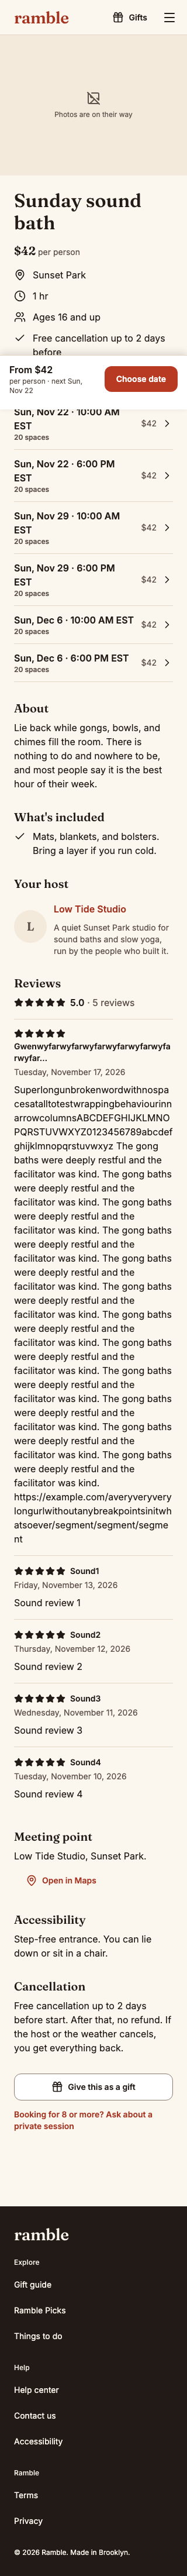 ramble
Gifts
Photos are on their way
Sunday sound
bath
$42 per person
Sunset Park
1 hr
Ages 16 and up
Free cancellation up to 2 days
before
From $42
per person · next Sun,
Nov 22
Choose date
Sun, Nov 22 · 10:00 AM
EST
20 spaces
$42
Sun, Nov 22 · 6:00 PM
EST
20 spaces
$42
Sun, Nov 29 · 10:00 AM
EST
20 spaces
$42
Sun, Nov 29 · 6:00 PM
EST
20 spaces
$42
Sun, Dec 6 · 10:00 AM EST
20 spaces
$42
Sun, Dec 6 · 6:00 PM EST
20 spaces
$42
About
Lie back while gongs, bowls, and
chimes fill the room. There is
nothing to do and nowhere to be,
and most people say it is the best
hour of their week.
What's included
Mats, blankets, and bolsters.
Bring a layer if you run cold.
Your host
L
Low Tide Studio
A quiet Sunset Park studio for
sound baths and slow yoga,
run by the people who built it.
Reviews
5.0 · 5 reviews
Gwenwyfarwyfarwyfarwyfarwyfarwyfa
rwyfar…
Tuesday, November 17, 2026
Superlongunbrokenwordwithnospa
cesatalltotestwrappingbehaviourinn
arrowcolumnsABCDEFGHIJKLMNO
PQRSTUVWXYZ0123456789abcdef
ghijklmnopqrstuvwxyz The gong
baths were deeply restful and the
facilitator was kind. The gong baths
were deeply restful and the
facilitator was kind. The gong baths
were deeply restful and the
facilitator was kind. The gong baths
were deeply restful and the
facilitator was kind. The gong baths
were deeply restful and the
facilitator was kind. The gong baths
were deeply restful and the
facilitator was kind. The gong baths
were deeply restful and the
facilitator was kind. The gong baths
were deeply restful and the
facilitator was kind. The gong baths
were deeply restful and the
facilitator was kind. The gong baths
were deeply restful and the
facilitator was kind. The gong baths
were deeply restful and the
facilitator was kind.
https://example.com/averyveryvery
longurlwithoutanybreakpointsinitwh
atsoever/segment/segment/segme
nt
Sound1
Friday, November 13, 2026
Sound review 1
Sound2
Thursday, November 12, 2026
Sound review 2
Sound3
Wednesday, November 11, 2026
Sound review 3
Sound4
Tuesday, November 10, 2026
Sound review 4
Meeting point
Low Tide Studio, Sunset Park.
Open in Maps
Accessibility
Step-free entrance. You can lie
down or sit in a chair.
Cancellation
Free cancellation up to 2 days
before start. After that, no refund. If
the host or the weather cancels,
you get everything back.
Give this as a gift
Booking for 8 or more? Ask about a
private session
ramble
Explore
Gift guide
Ramble Picks
Things to do
Help
Help center
Contact us
Accessibility
Ramble
Terms
Privacy
© 2026 Ramble. Made in Brooklyn.